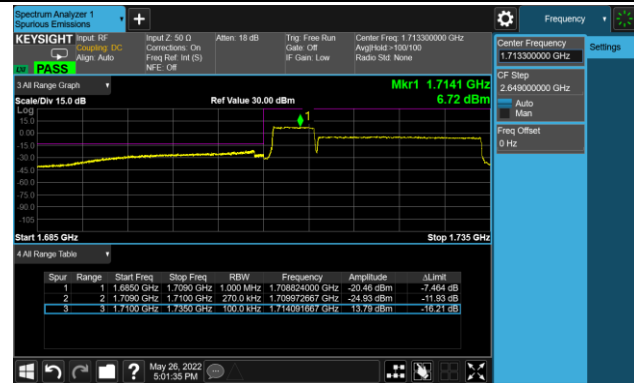 Spectrum Analyzer 1
Spurious Emissions
Frequency
KEYSIGHT
Input: RF
Coupling: DC
Align: Auto
Input Z: 50 Ω
Corrections: On
Freq Ref: Int (S)
NFE: Off
Atten: 18 dB
Trig: Free Run
Gate: Off
IF Gain: Low
Center Freq: 1.713300000 GHz
Avg|Hold:>100/100
Radio Std: None
PASS
Center Frequency
1.713300000 GHz
Settings
CF Step
2.649000000 GHz
Auto
Man
Freq Offset
0 Hz
3 All Range Graph
Mkr1 1.7141 GHz
6.72 dBm
Scale/Div 15.0 dB
Ref Value 30.00 dBm
Log
1
15.0
0.00
-15.0
-30.0
-45.0
-60.0
-75.0
-90.0
-105
Start 1.685 GHz
Stop 1.735 GHz
4 All Range Table
Spur Range Start Freq Stop Freq RBW Frequency Amplitude ΔLimit
1 1 1.6850 GHz 1.7090 GHz 1.000 MHz 1.708824000 GHz -20.46 dBm -7.464 dB
2 2 1.7090 GHz 1.7100 GHz 270.0 kHz 1.709972667 GHz -24.93 dBm -11.93 dB
3 3 1.7100 GHz 1.7350 GHz 100.0 kHz 1.714091667 GHz 13.79 dBm -16.21 dB
?
May 26, 2022
5:01:35 PM